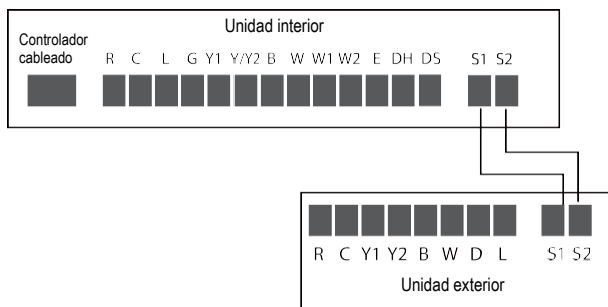 Unidad interior
Controlador
cableado
R C L G Y1 Y/Y2 B W W1 W2 E DH DS S1 S2
R C Y1 Y2 B W D L S1 S2
Unidad exterior